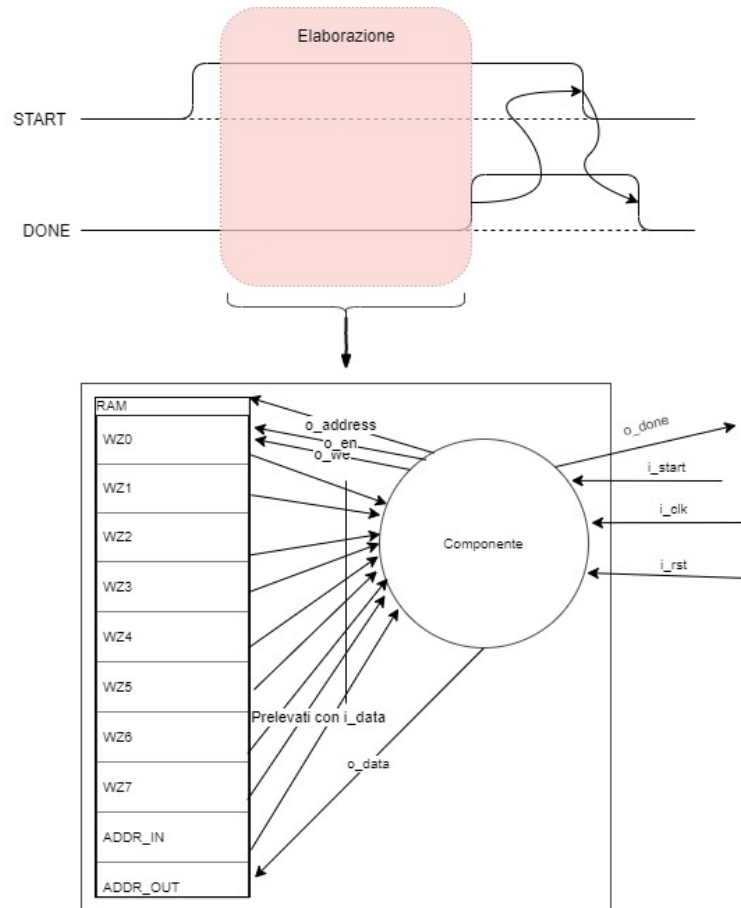 Elaborazione
START
DONE
RAM
o_address
o_en
o_we
o_done
i_start
i_clk
i_rst
Componente
WZ0
WZ1
WZ2
WZ3
WZ4
WZ5
Prelevati con i_data
WZ6
o_data
WZ7
ADDR_IN
ADDR_OUT